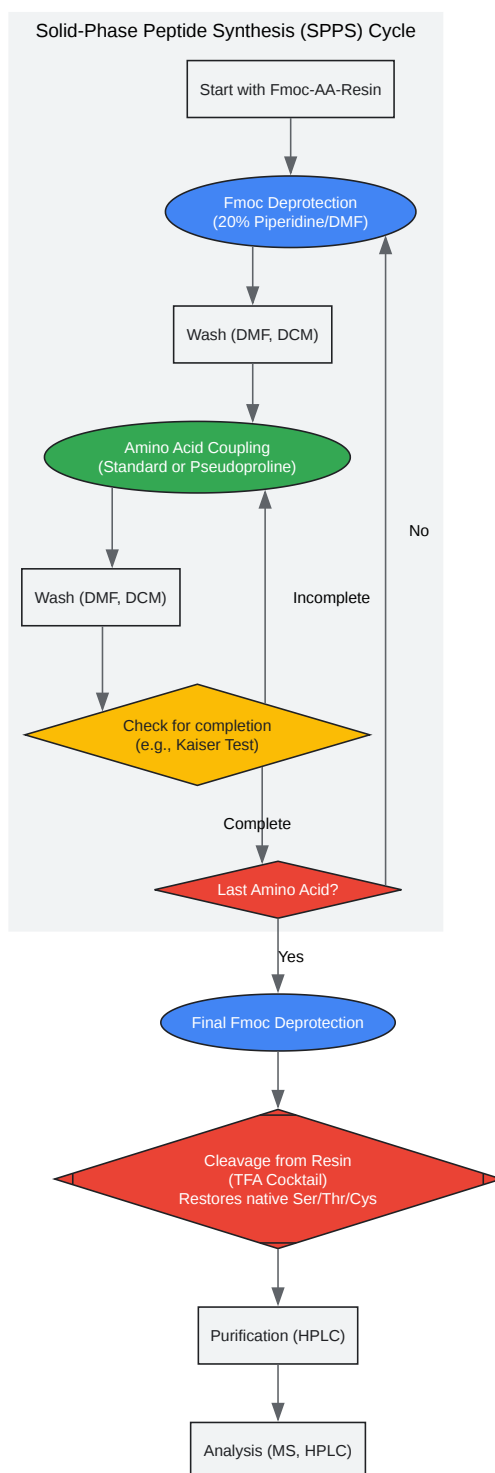 Solid-Phase Peptide Synthesis (SPPS) Cycle
Start with Fmoc-AA-Resin
Fmoc Deprotection
(20% Piperidine/DMF)
Wash (DMF, DCM)
Amino Acid Coupling
(Standard or Pseudoproline)
No
Wash (DMF, DCM)
Incomplete
Check for completion
(e.g., Kaiser Test)
Complete
Last Amino Acid?
Yes
Final Fmoc Deprotection
Cleavage from Resin
(TFA Cocktail)
Restores native Ser/Thr/Cys
Purification (HPLC)
Analysis (MS, HPLC)